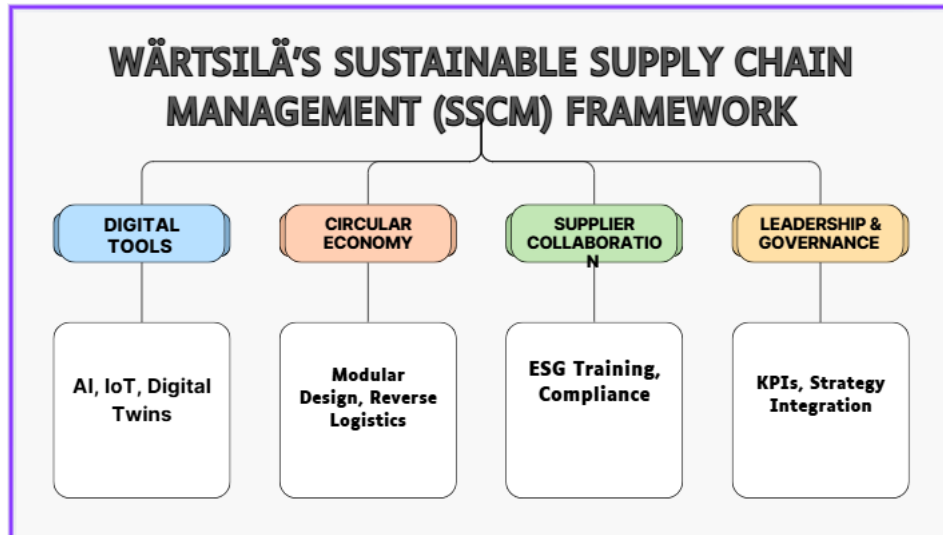 WÄRTSILÄ'S SUSTAINABLE SUPPLY CHAIN
MANAGEMENT (SSCM) FRAMEWORK
DIGITAL
TOOLS
CIRCULAR
ECONOMY
SUPPLIER
COLLABORATIO
N
LEADERSHIP &
GOVERNANCE
AI, IoT, Digital
Twins
Modular
Design, Reverse
Logistics
ESG Training,
Compliance
KPIs, Strategy
Integration